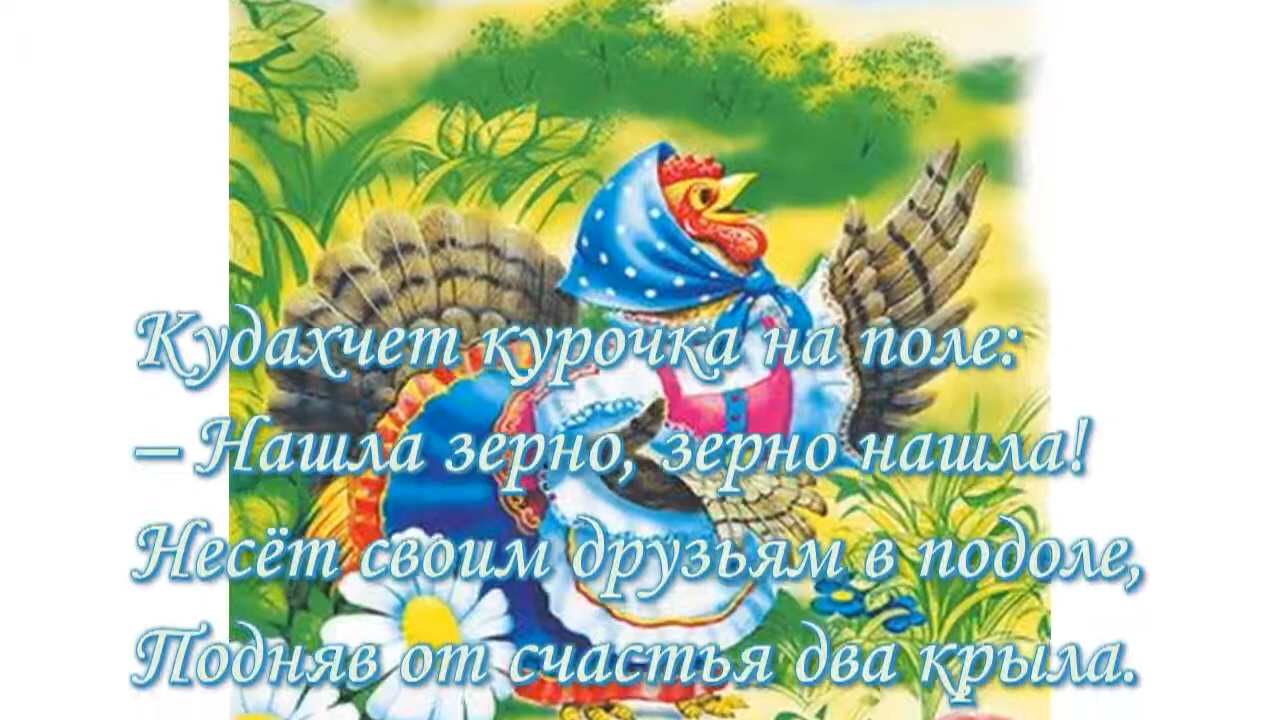 Кудахчет курочка на поле:
– Нашла зерно, зерно нашла!
Несёт своим друзьям в подоле,
Подняв от счастья два крыла.